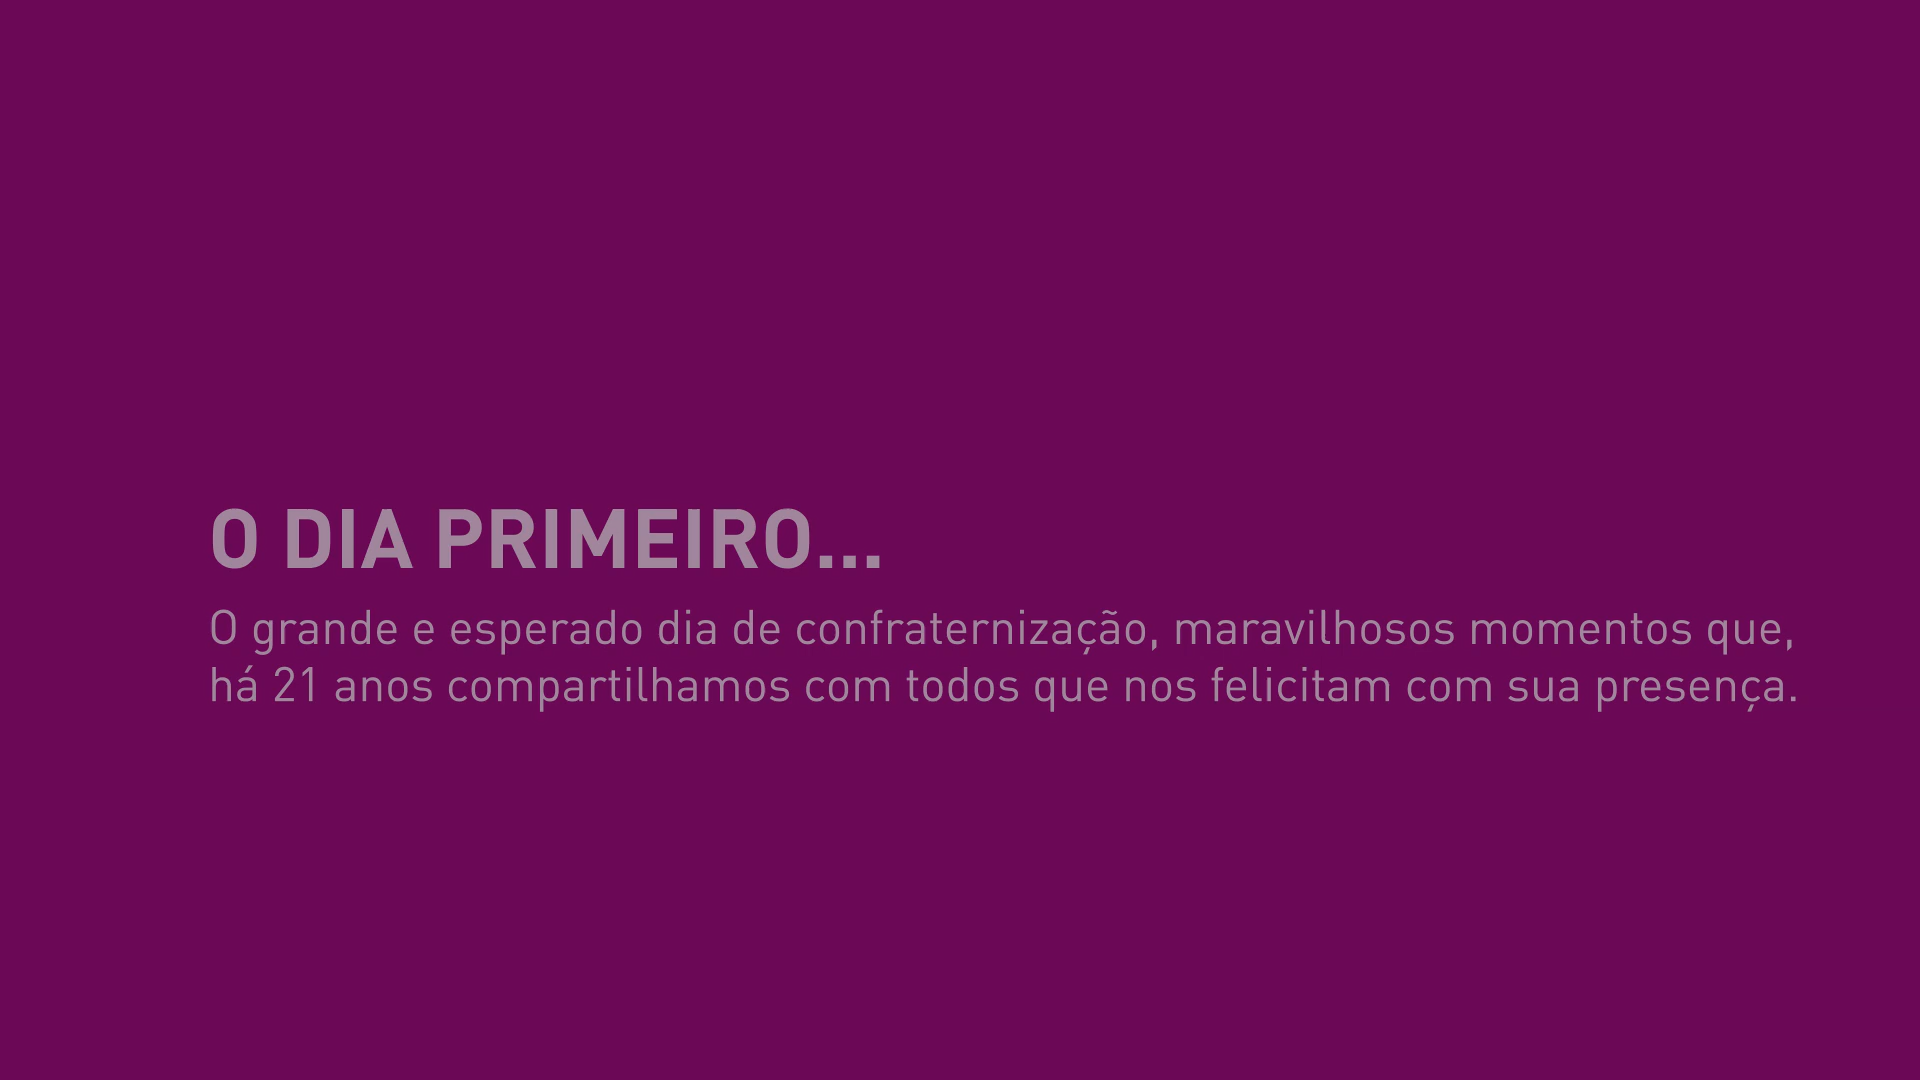 O DIA PRIMEIRO...
O grande e esperado dia de confraternização, maravilhosos momentos que,
há 21 anos compartilhamos com todos que nos felicitam com sua presença.